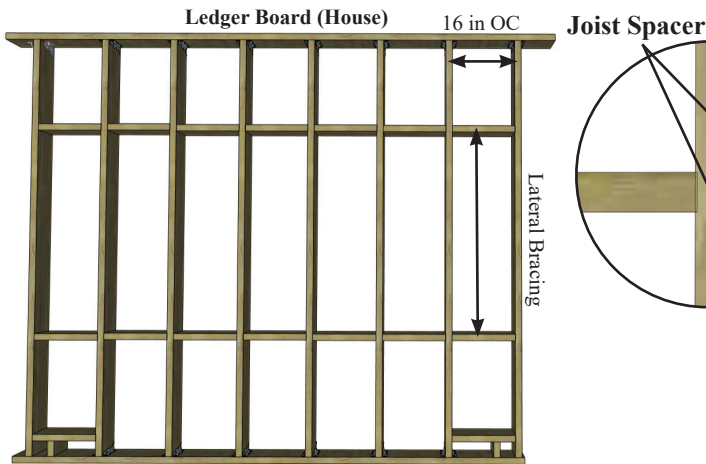 Ledger Board (House)
16 in OC
Joist Spacer
Lateral Bracing